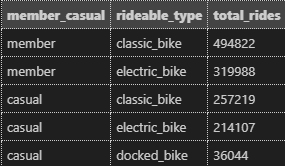 member_casual rideable_type total_rides
member classic_bike 494822
member electric_bike 319988
casual classic_bike 257219
casual electric_bike 214107
casual docked_bike 36044